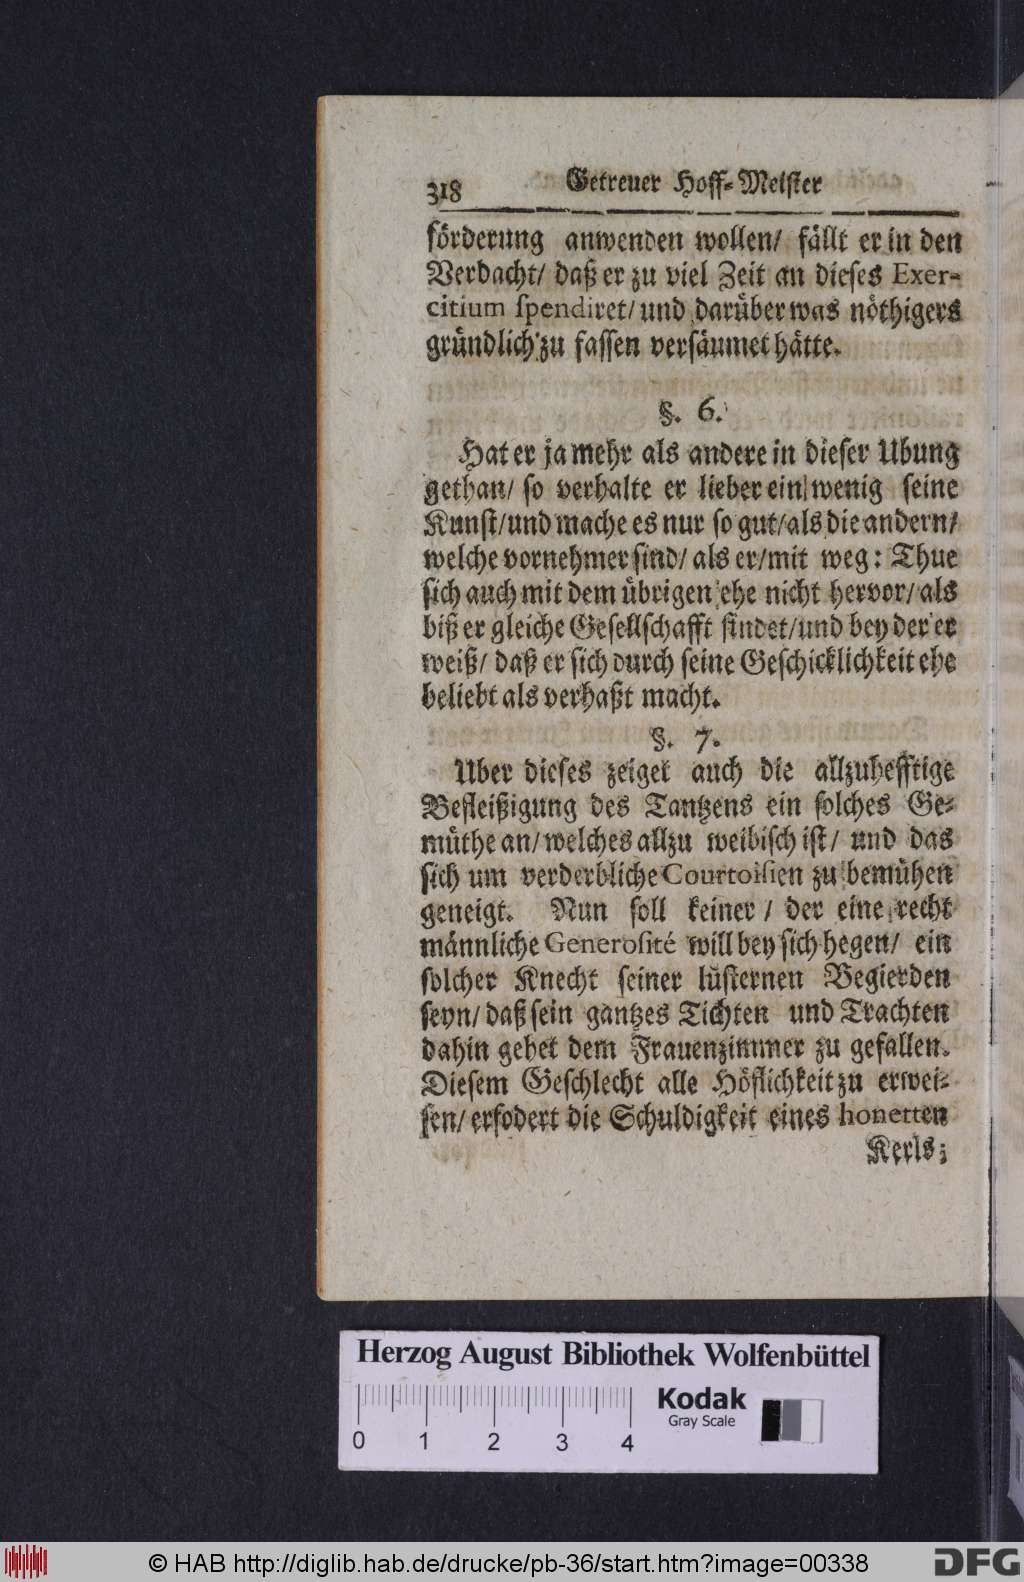 318 Getreuer Hoff-Meister
förderung anwenden wollen/ fällt er in den
Verdacht/ daß er zu viel Zeit an dieses Exer-
citium spendiret/ und darüber was nöthigers
gründlich zu fassen versäumet hätte.
§. 6.
Hat er ja mehr als andere in dieser Ubung
gethan/ so verhalte er lieber ein wenig seine
Kunst/ und mache es nur so gut/ als die andern/
welche vornehmer sind/ als er/ mit weg: Thue
sich auch mit dem übrigen ehe nicht hervor/ als
biß er gleiche Gesellschafft findet/ und bey der er
weiß/ daß er sich durch seine Geschicklichkeit ehe
beliebt als verhaßt macht.
§. 7.
Uber dieses zeiget auch die allzuhefftige
Befleißigung des Tantzens ein solches Ge-
müthe an/ welches allzu weibisch ist/ und das
sich um verderbliche Courtoisien zu bemühen
geneigt. Nun soll keiner / der eine recht
männliche Generosité will bey sich hegen/ ein
solcher Knecht seiner lüsternen Begierden
seyn/ daß sein gantzes Tichten und Trachten
dahin gehet dem Frauenzimmer zu gefallen.
Diesem Geschlecht alle Höflichkeit zu erwei-
sen/ erfodert die Schuldigkeit eines honetten
Kerls;
Herzog August Bibliothek Wolfenbüttel
0 1 2 3 4
Kodak
Gray Scale
© HAB http://diglib.hab.de/drucke/pb-36/start.htm?image=00338
DFG